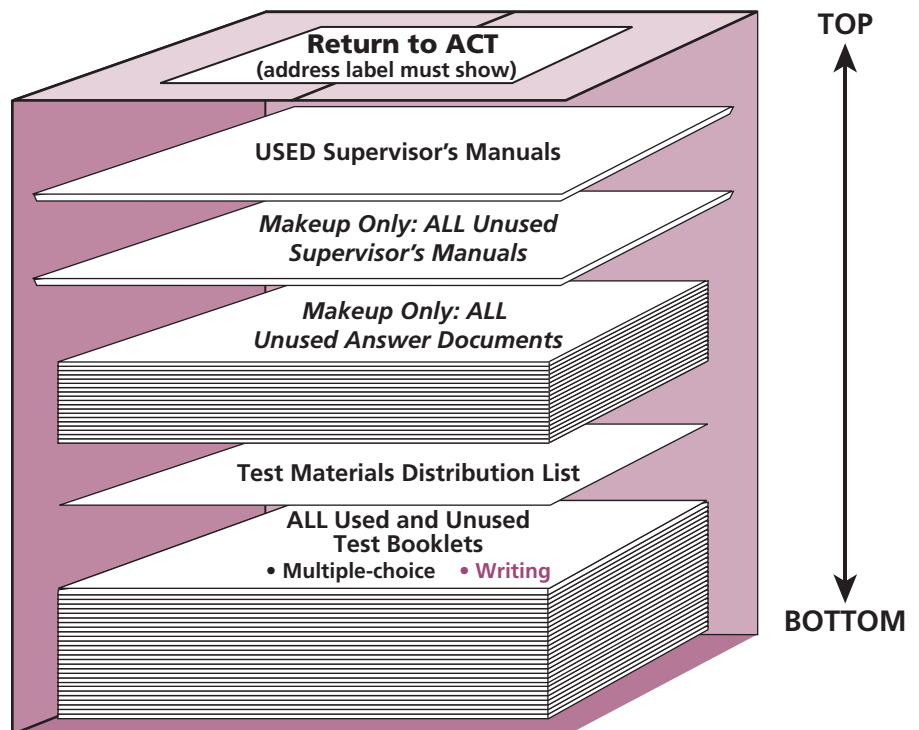 Return to ACT
(address label must show)
TOP
USED Supervisor's Manuals
Makeup Only: ALL Unused
Supervisor's Manuals
Makeup Only: ALL
Unused Answer Documents
Test Materials Distribution List
ALL Used and Unused
Test Booklets
• Multiple-choice • Writing
BOTTOM